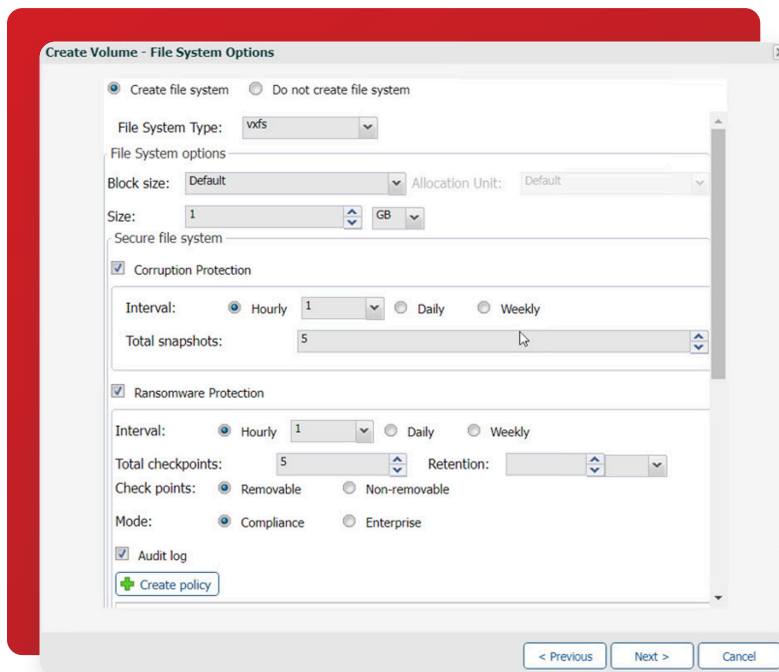 Create Volume - File System Options
Create file system Do not create file system
File System Type: vxfs
File System options
Block size: Default Allocation Unit: Default
Size: 1 GB
Secure file system
Corruption Protection
Interval: Hourly 1 Daily Weekly
Total snapshots: 5
Ransomware Protection
Interval: Hourly 1 Daily Weekly
Total checkpoints: 5 Retention:
Check points: Removable Non-removable
Mode: Compliance Enterprise
Audit log
Create policy
< Previous Next > Cancel